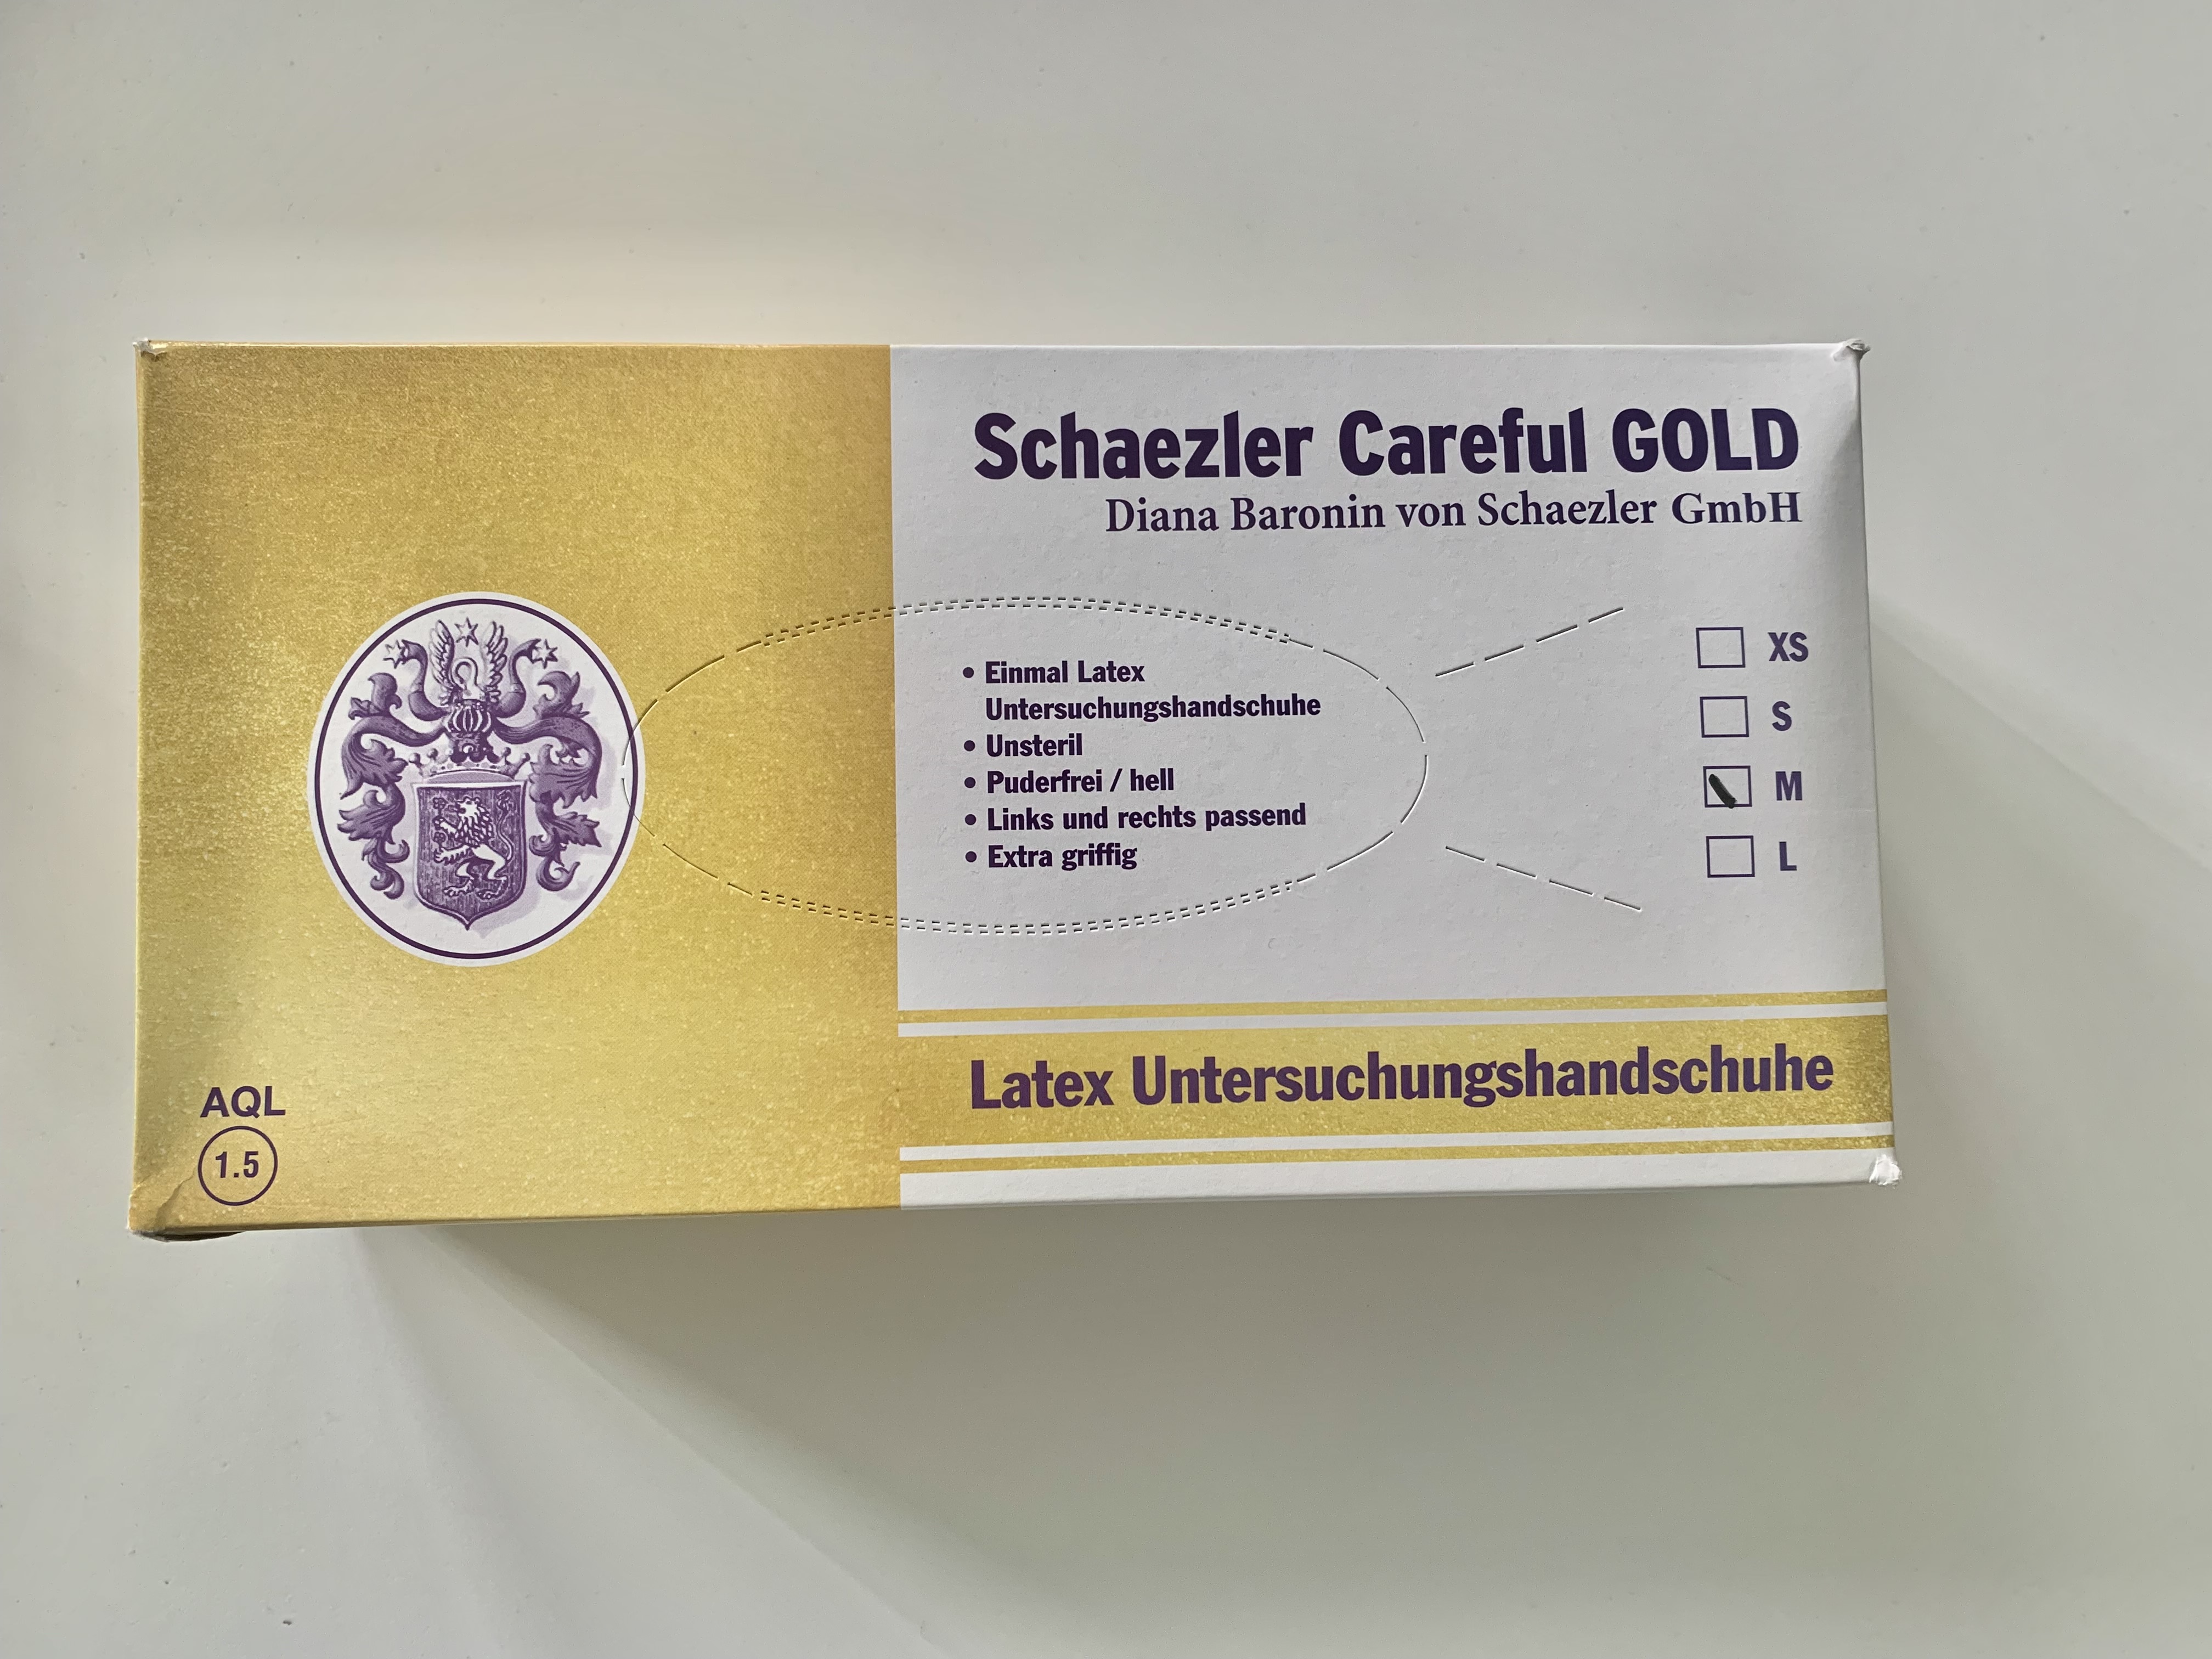 Schaezler Careful GOLD
Diana Baronin von Schaezler GmbH
• Einmal Latex
Untersuchungshandschuhe
• Unsteril
• Puderfrei / hell
• Links und rechts passend
• Extra griffig
XS
S
M
L
Latex Untersuchungshandschuhe
AQL
1.5